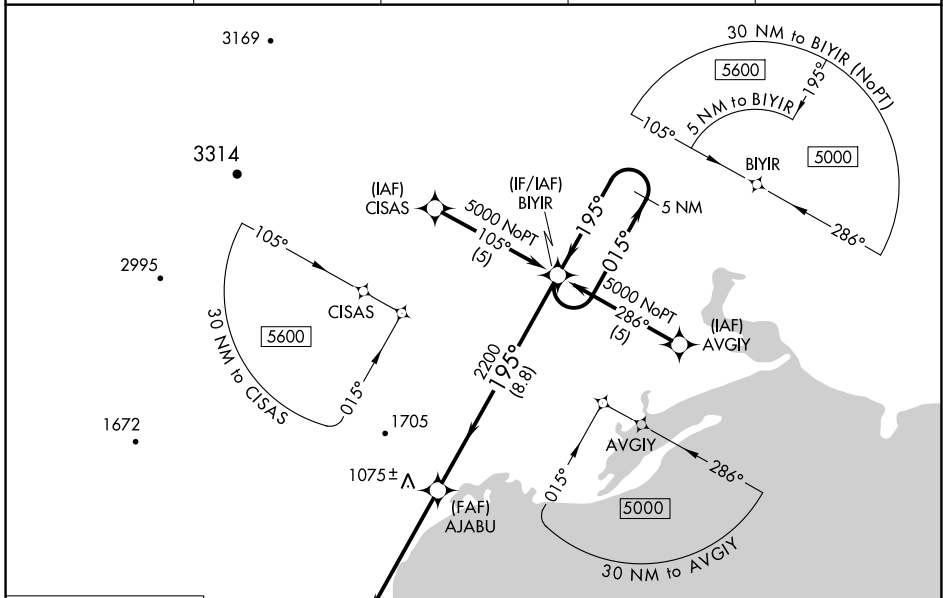 3169
30 NM to BIYIR (NoPT)
5600
195°
5 NM to BIYIR
105°
5000
BIYIR
286°
3314
(IAF)
CISAS
(IF/IAF)
BIYIR
5000 NoPT
105°
(5)
195°
015°
5 NM
105°
CISAS
5600
015°
30 NM to CISAS
2995
5000 NoPT
286°
(5)
(IAF)
AVGIY
2200
195°
(8.8)
1672
1705
1075±
(FAF)
AJABU
AVGIY
015°
286°
5000
30 NM to AVGIY